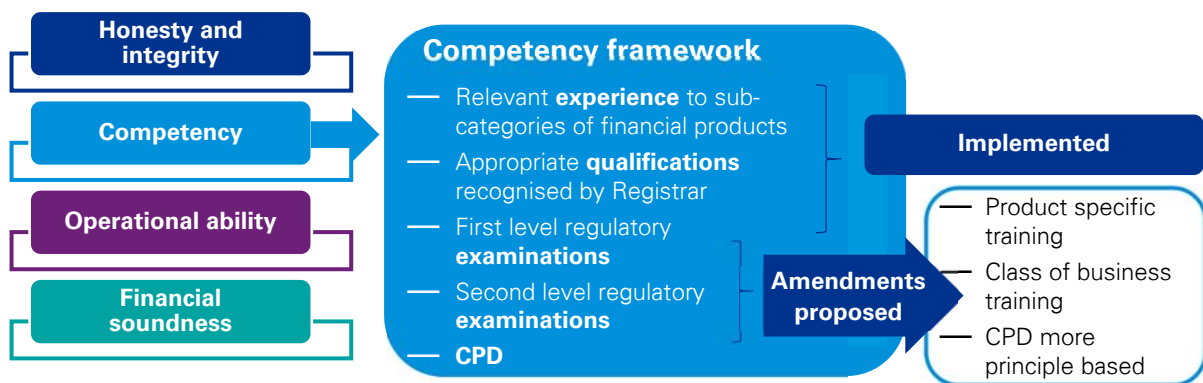 Honesty and
integrity
Competency
Operational ability
Financial
soundness
Competency framework
— Relevant experience to sub-
categories of financial products
— Appropriate qualifications
recognised by Registrar
— First level regulatory
examinations
— Second level regulatory
examinations
— CPD
Implemented
Amendments
proposed
— Product specific
training
— Class of business
training
— CPD more
principle based